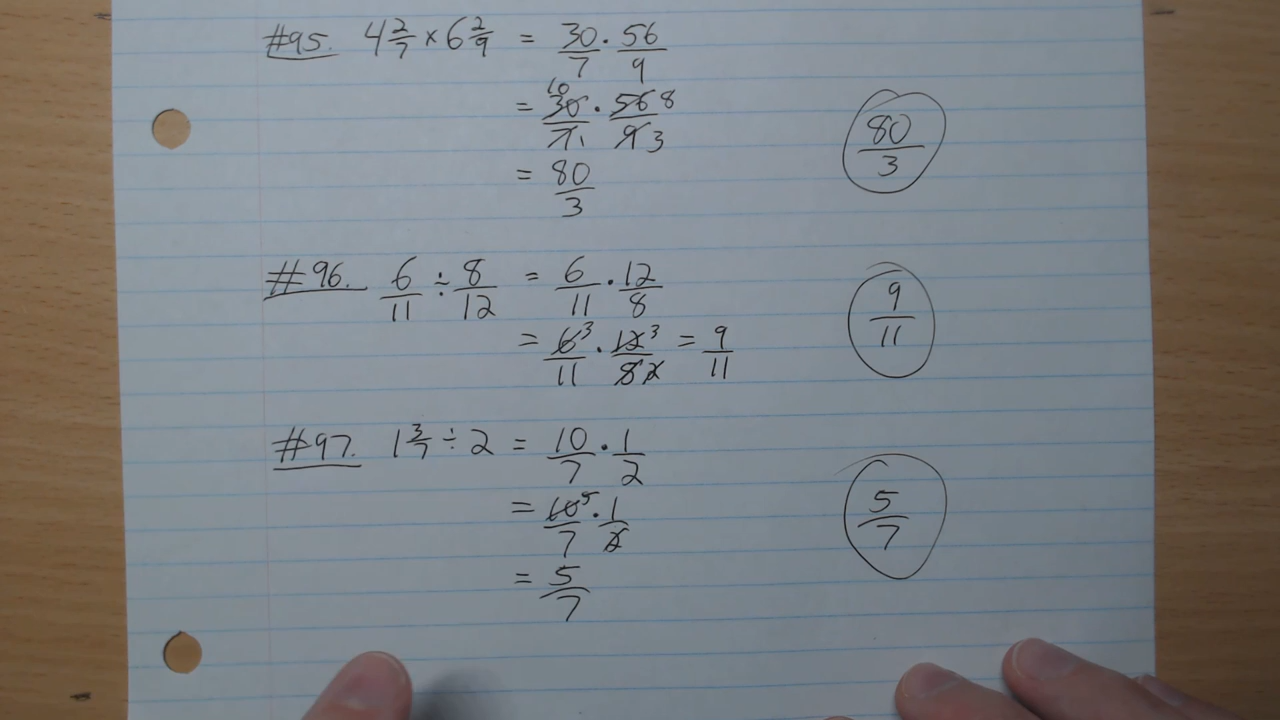 #95. 4 2/7 × 6 2/9 = 30/7 · 56/9 
= 30 10/7 1 · 56 8/9 3
= 80/3
80/3
#96. 6/11 ÷ 8/12 = 6/11 · 12/8
= 6 3/11 · 12 3/8 2 = 9/11
9/11
#97. 1 3/7 ÷ 2 = 10/7 · 1/2
= 10 5/7 · 1/2
= 5/7
5/7